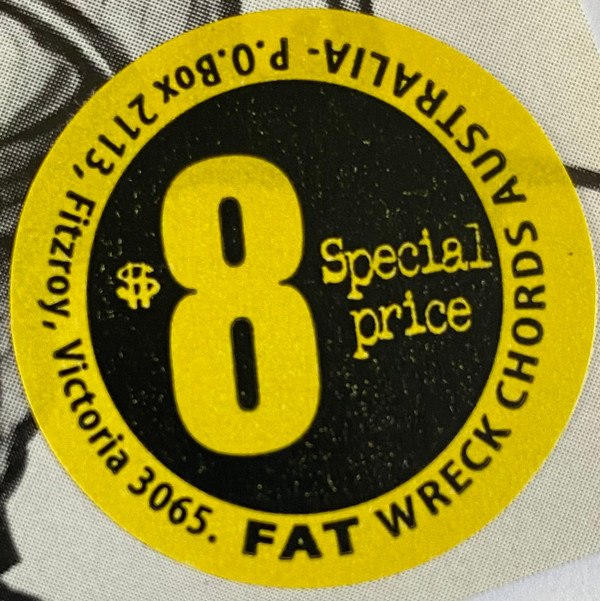 $8
Special
price
FAT WRECK CHORDS AUSTRALIA - P.O.Box 2113, Fitzroy, Victoria 3065.